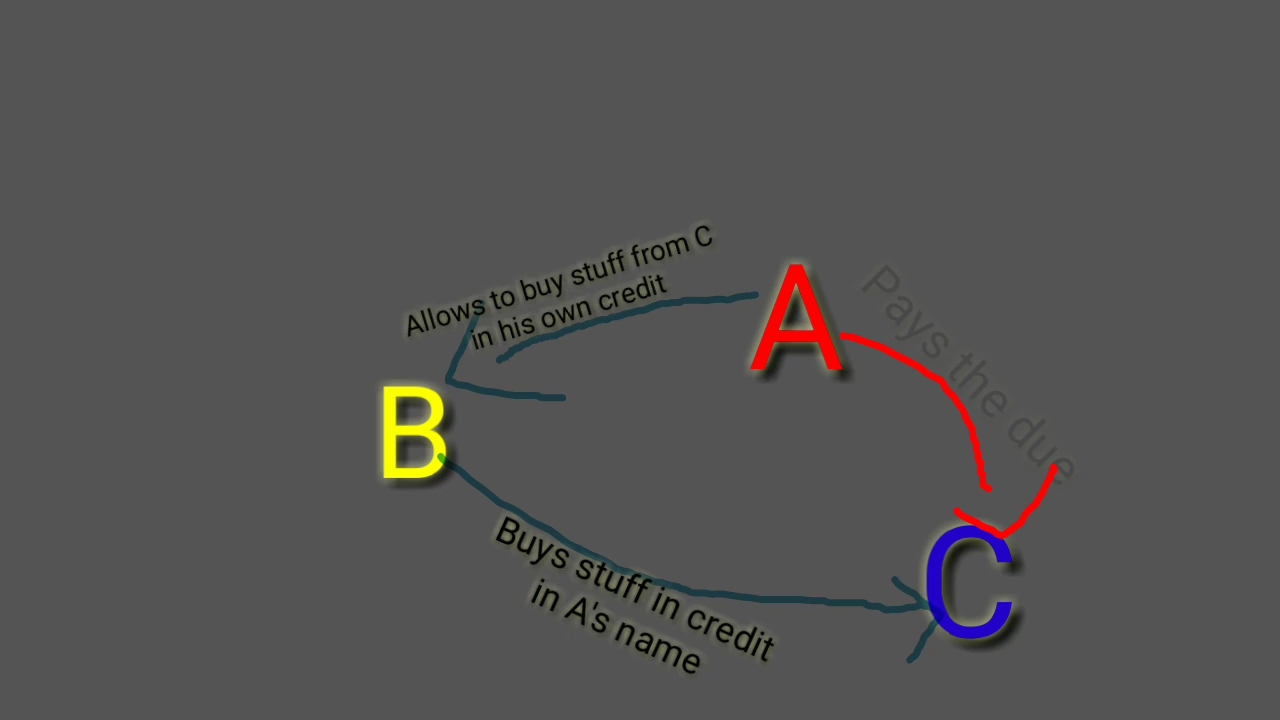 Allows to buy stuff from C
in his own credit
A
Pays the due
B
Buys stuff in credit
in A's name
C